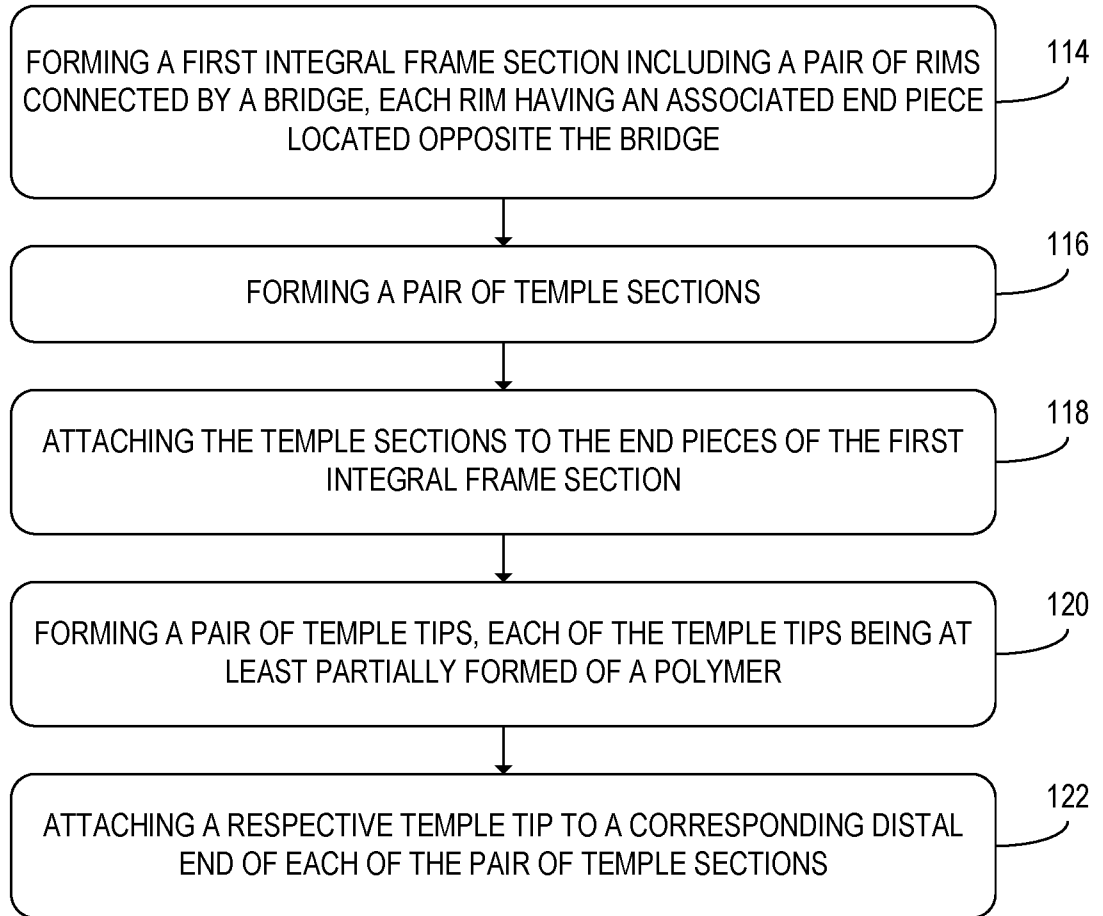 FORMING A FIRST INTEGRAL FRAME SECTION INCLUDING A PAIR OF RIMS
CONNECTED BY A BRIDGE, EACH RIM HAVING AN ASSOCIATED END PIECE
LOCATED OPPOSITE THE BRIDGE
114
FORMING A PAIR OF TEMPLE SECTIONS
116
ATTACHING THE TEMPLE SECTIONS TO THE END PIECES OF THE FIRST
INTEGRAL FRAME SECTION
118
FORMING A PAIR OF TEMPLE TIPS, EACH OF THE TEMPLE TIPS BEING AT
LEAST PARTIALLY FORMED OF A POLYMER
120
ATTACHING A RESPECTIVE TEMPLE TIP TO A CORRESPONDING DISTAL
END OF EACH OF THE PAIR OF TEMPLE SECTIONS
122